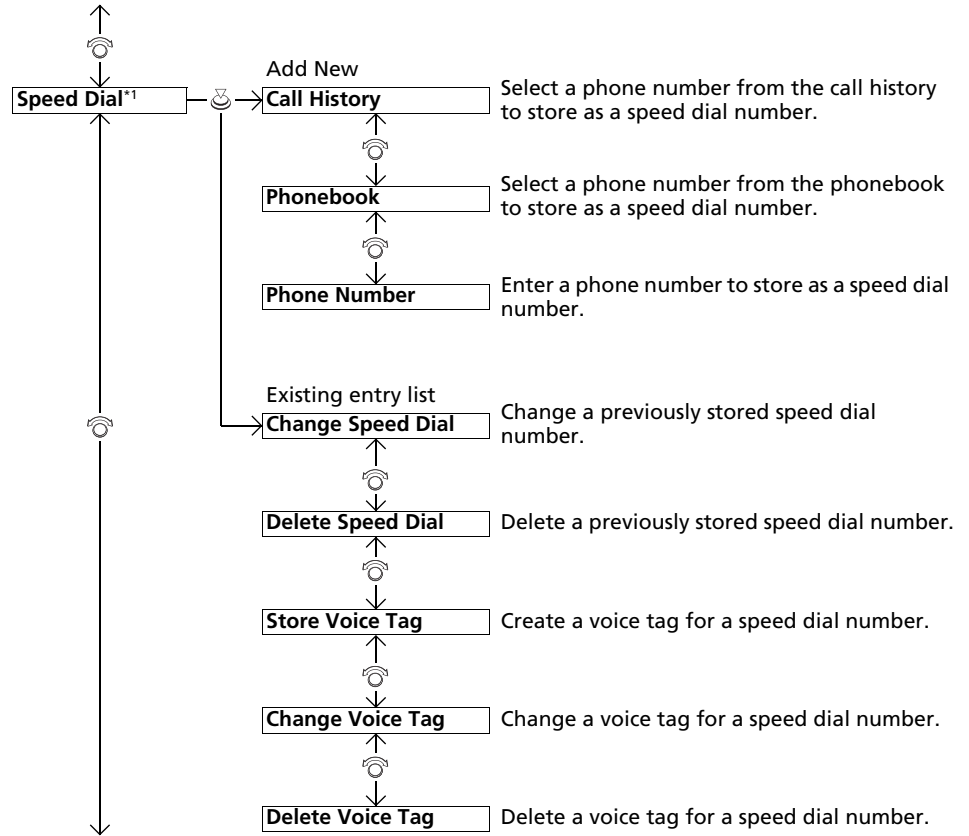 Speed Dial*1
Add New
Call History
Select a phone number from the call history
to store as a speed dial number.
Phonebook
Select a phone number from the phonebook
to store as a speed dial number.
Phone Number
Enter a phone number to store as a speed dial
number.
Existing entry list
Change Speed Dial
Change a previously stored speed dial
number.
Delete Speed Dial
Delete a previously stored speed dial number.
Store Voice Tag
Create a voice tag for a speed dial number.
Change Voice Tag
Change a voice tag for a speed dial number.
Delete Voice Tag
Delete a voice tag for a speed dial number.